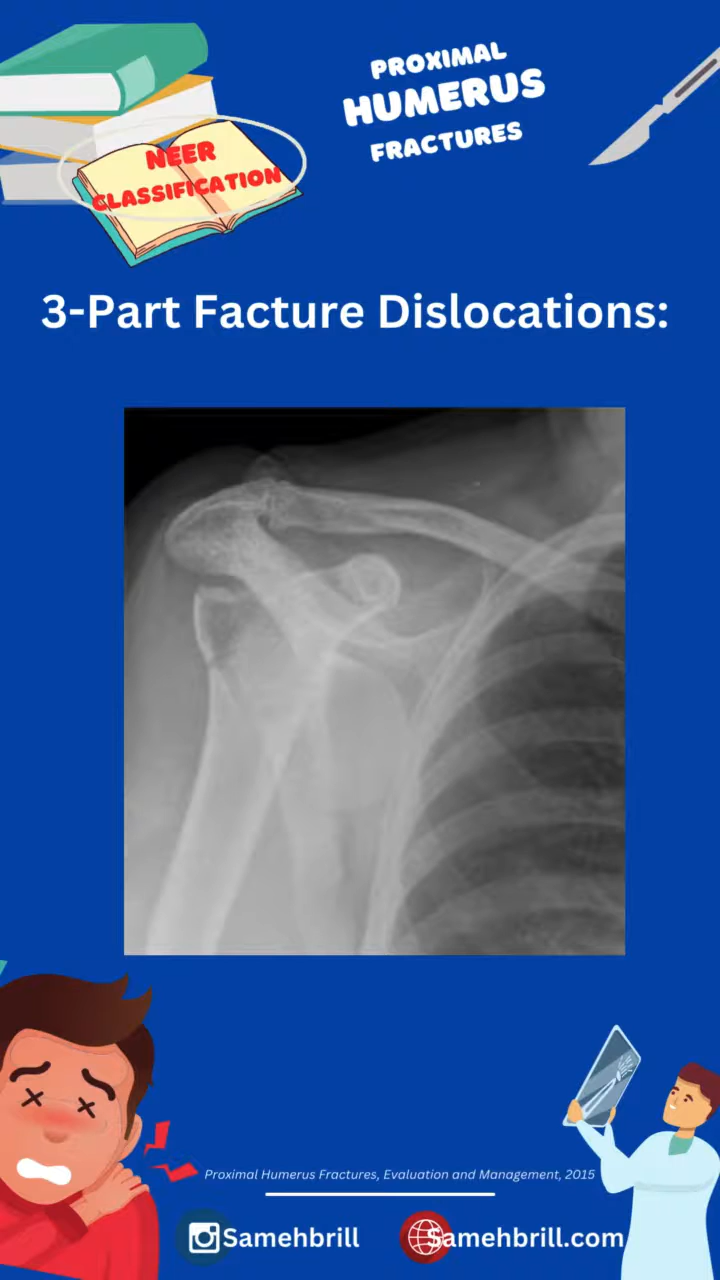 PROXIMAL
HUMERUS
FRACTURES
NEER
CLASSIFICATION
3-Part Facture Dislocations:
Proximal Humerus Fractures, Evaluation and Management, 2015
Samehbrill
Samehbrill.com